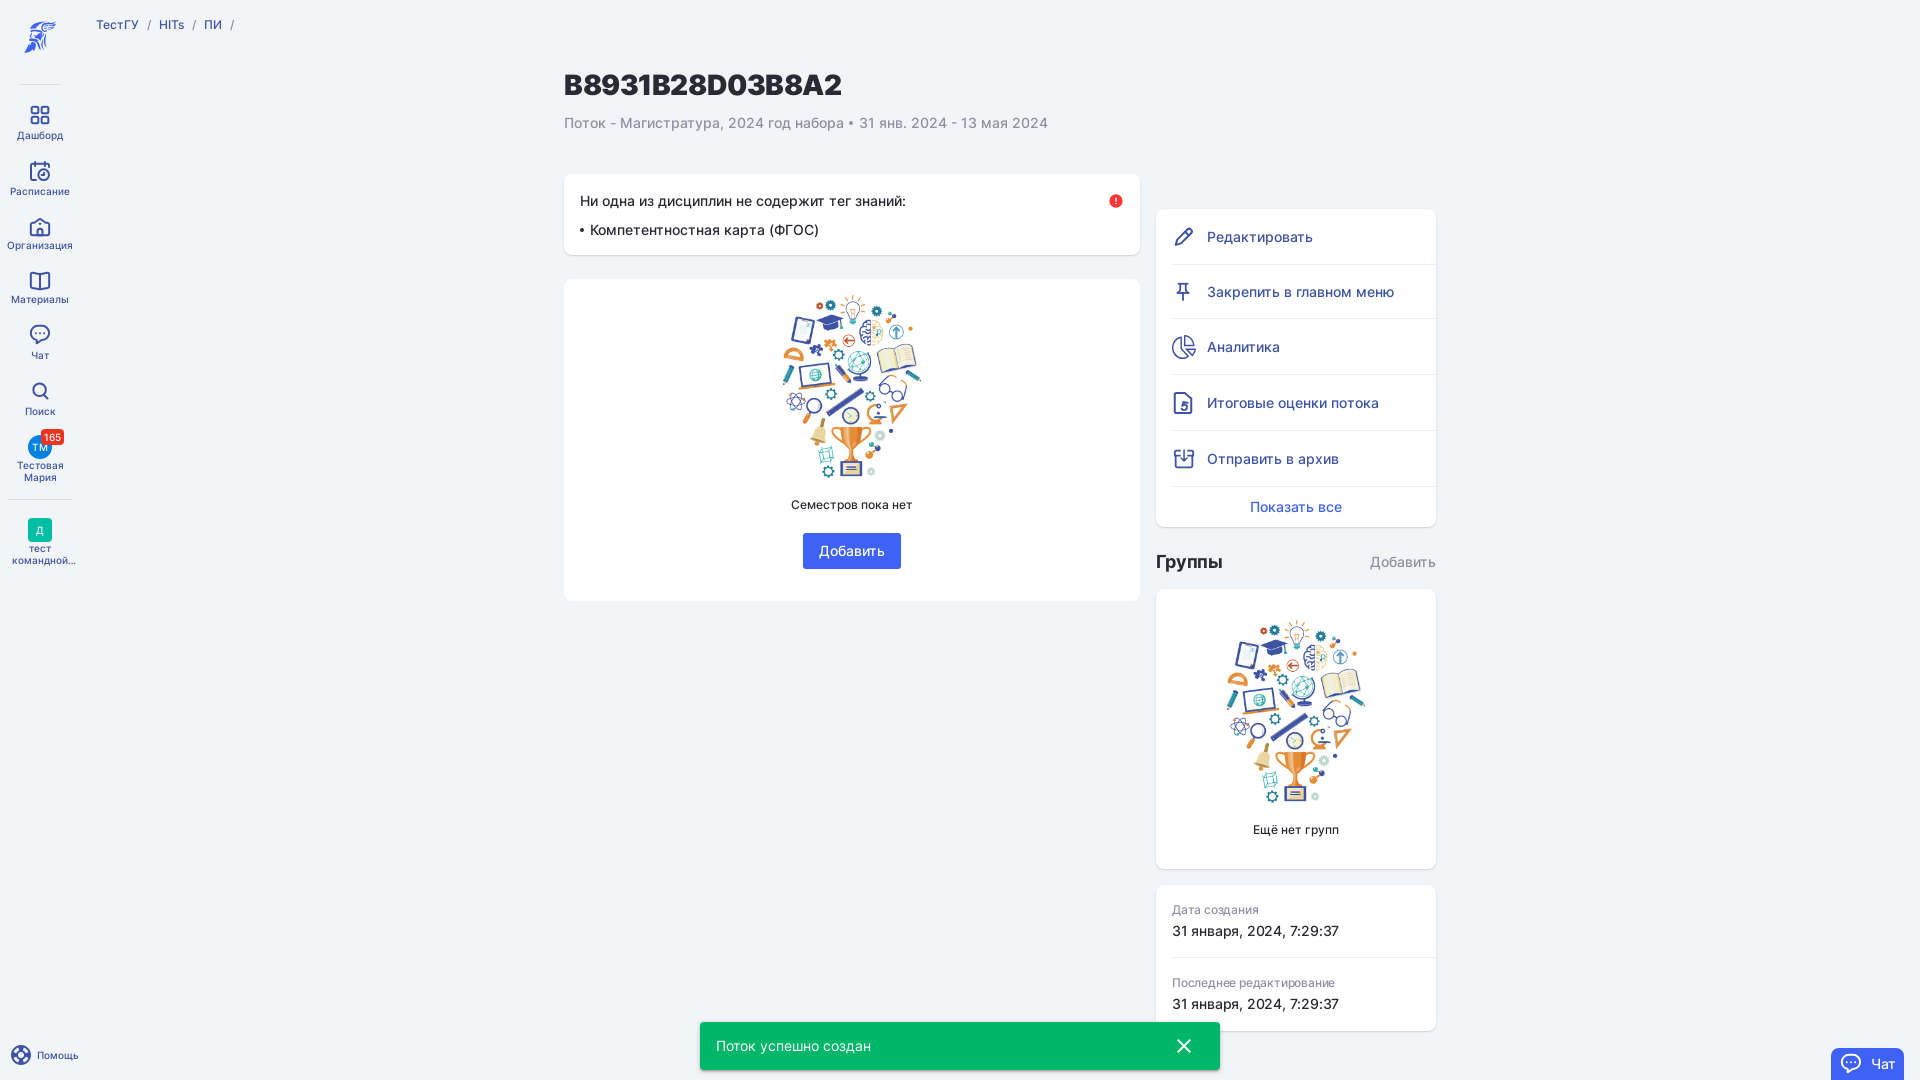 ТестГУ / HITs / ПИ /
Дашборд
Расписание
Организация
Материалы
Чат
Поиск
165
ТМ
Тестовая
Мария
Д
тест
командной...
Помощь
B8931B28D03B8A2
Поток - Магистратура, 2024 год набора • 31 янв. 2024 - 13 мая 2024
Ни одна из дисциплин не содержит тег знаний:
• Компетентностная карта (ФГОС)
Семестров пока нет
Добавить
Редактировать
Закрепить в главном меню
Аналитика
Итоговые оценки потока
Отправить в архив
Показать все
Группы
Добавить
Ещё нет групп
Дата создания
31 января, 2024, 7:29:37
Последнее редактирование
31 января, 2024, 7:29:37
Поток успешно создан
Чат